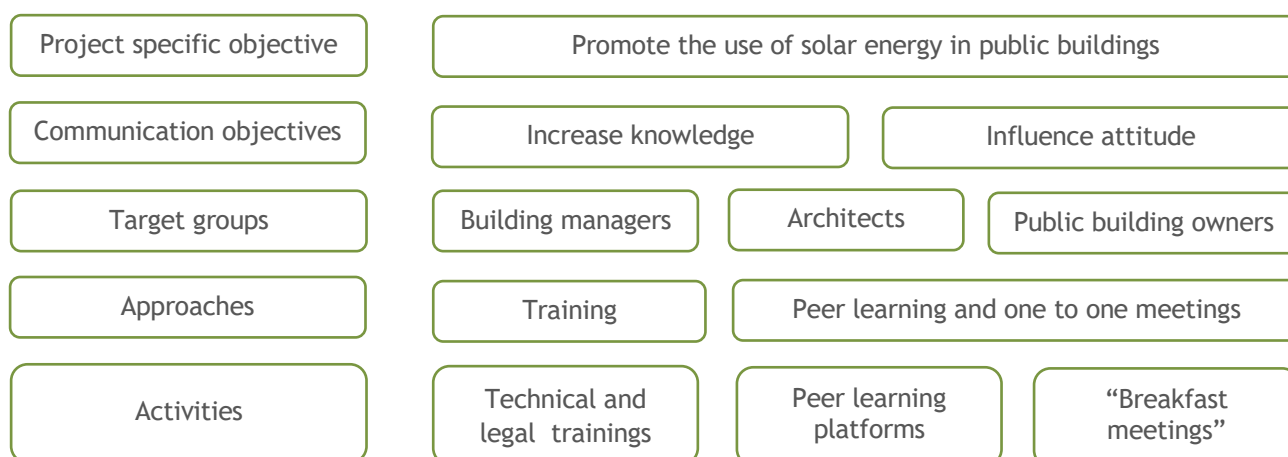 Project specific objective
Promote the use of solar energy in public buildings
Communication objectives
Increase knowledge
Influence attitude
Target groups
Building managers
Architects
Public building owners
Approaches
Training
Peer learning and one to one meetings
Activities
Technical and
legal trainings
Peer learning
platforms
“Breakfast
meetings”